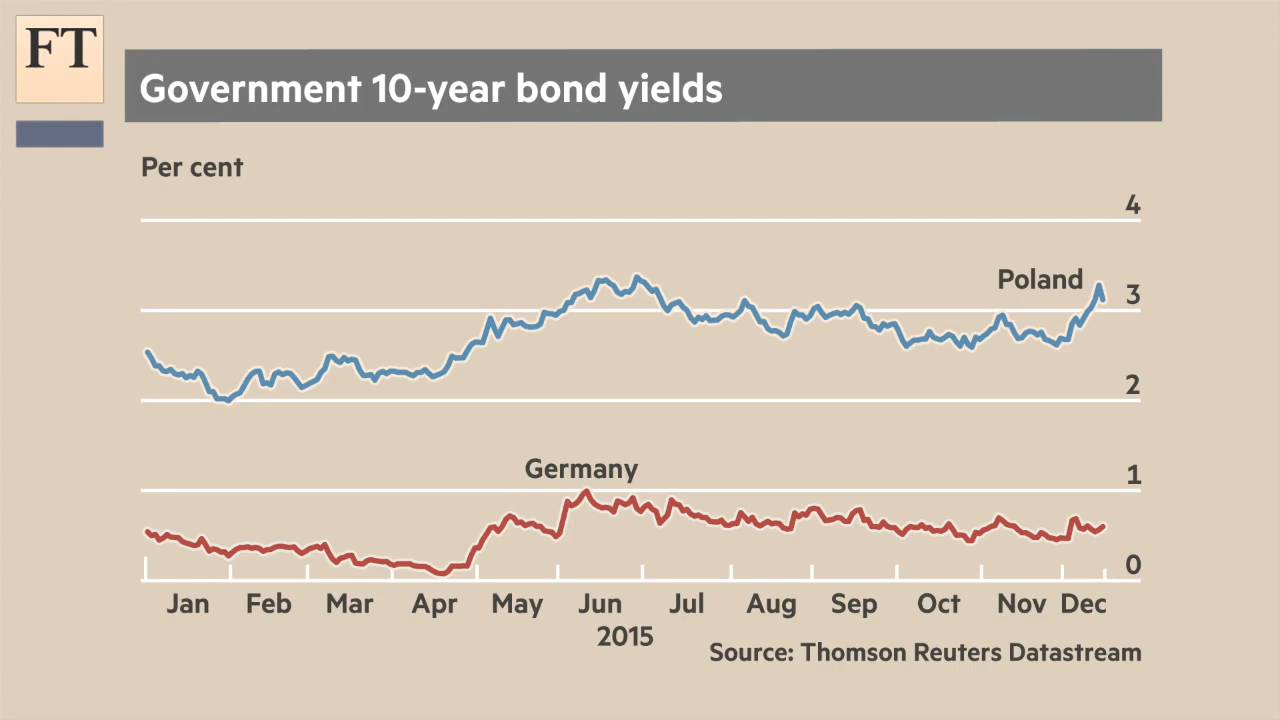 FT
Government 10-year bond yields
Per cent
4
Poland
3
2
Germany
1
0
Jan Feb Mar Apr May Jun Jul Aug Sep Oct Nov Dec
2015
Source: Thomson Reuters Datastream